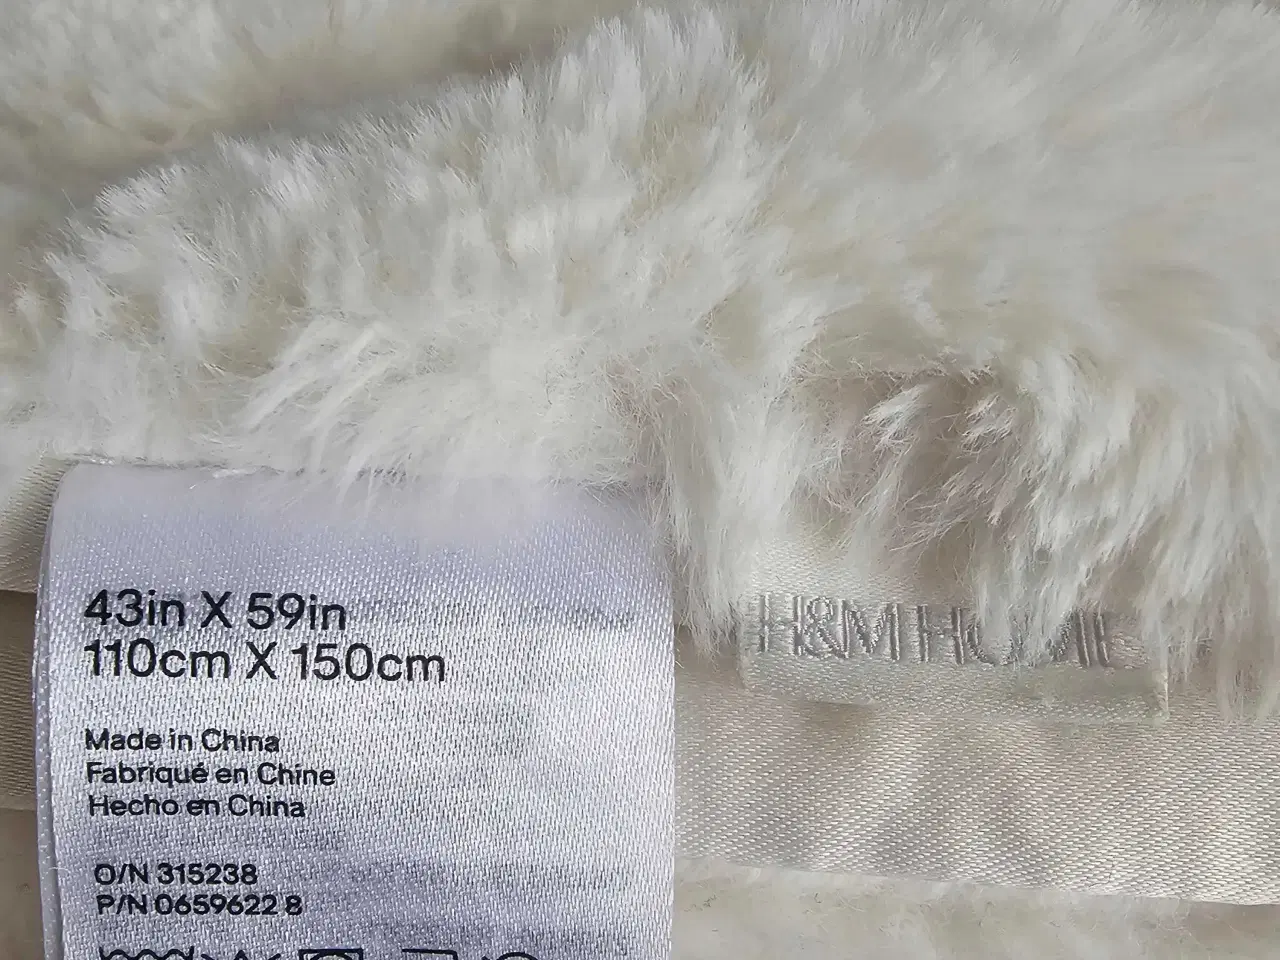 43in X 59in
110cm X 150cm
Made in China
Fabriqué en Chine
Hecho en China
O/N 315238
P/N 0659622 8
H&M HOME